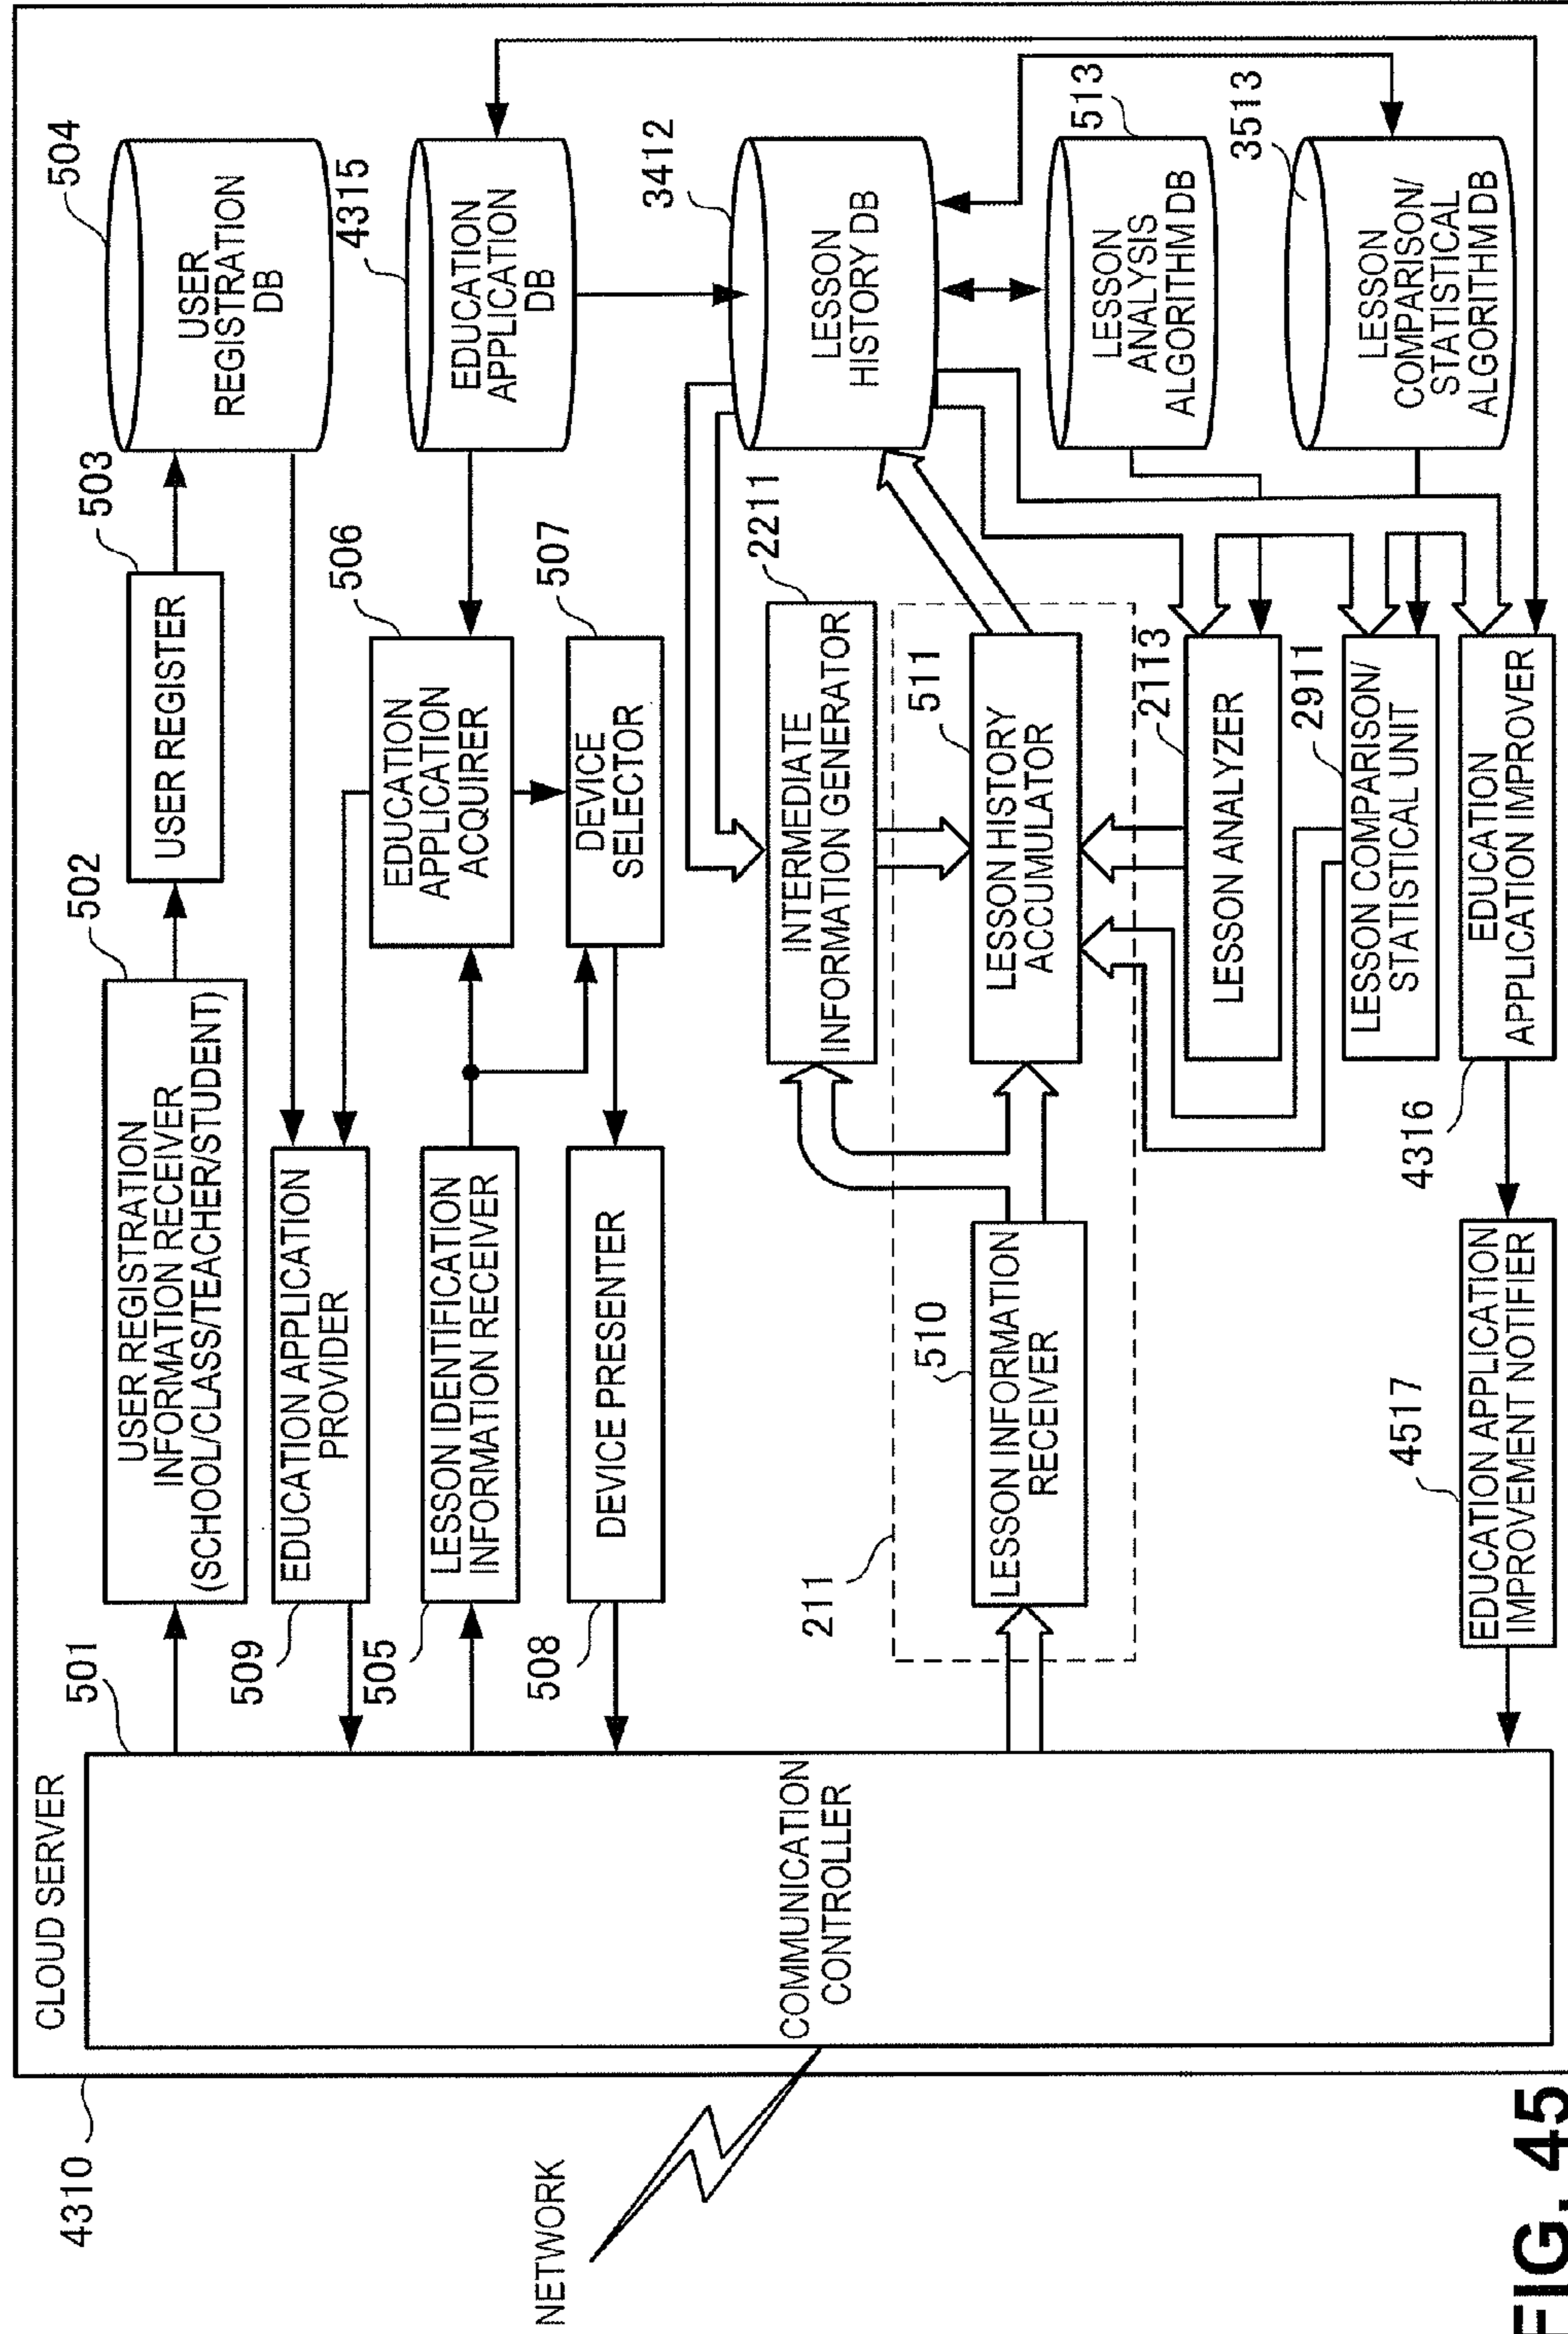 4310
CLOUD SERVER
NETWORK
COMMUNICATION
CONTROLLER
501
USER REGISTRATION
INFORMATION RECEIVER
(SCHOOL/CLASS/TEACHER/STUDENT)
502
USER REGISTER
503
USER
REGISTRATION
DB
504
EDUCATION APPLICATION
PROVIDER
509
LESSON IDENTIFICATION
INFORMATION RECEIVER
505
EDUCATION
APPLICATION
ACQUIRER
506
EDUCATION
APPLICATION
DB
4315
DEVICE PRESENTER
508
DEVICE
SELECTOR
507
INTERMEDIATE
INFORMATION GENERATOR
2211
LESSON
HISTORY DB
3412
211
LESSON INFORMATION
RECEIVER
510
LESSON HISTORY
ACCUMULATOR
511
LESSON ANALYZER
2113
LESSON
ANALYSIS
ALGORITHM DB
513
LESSON COMPARISON/
STATISTICAL UNIT
2911
LESSON
COMPARISON/
STATISTICAL
ALGORITHM DB
3513
EDUCATION APPLICATION
IMPROVEMENT NOTIFIER
4517
EDUCATION
APPLICATION IMPROVER
4316
FIG. 45